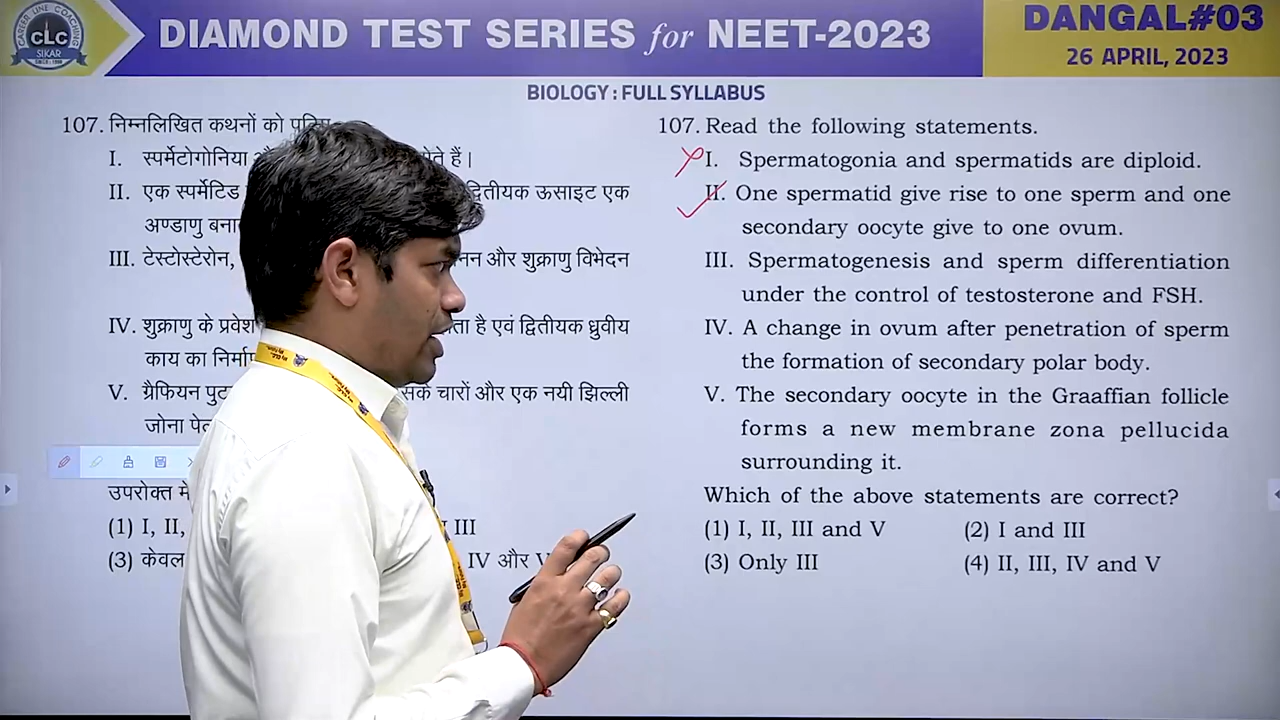 CAREER LINE COACHING
CLC
SIKAR
DIAMOND TEST SERIES for NEET-2023
DANGAL#03
26 APRIL, 2023
BIOLOGY : FULL SYLLABUS
107. निम्नलिखित कथनों को
I. स्पर्मेटोगोनिया
होते हैं।
II. एक स्पर्मेटिड
द्वितीयक ऊसाइट एक
अण्डाणु
III. टेस्टोस्टेरोन,
और शुक्राणु विभेदन
IV. शुक्राणु के
है एवं द्वितीयक ध्रुवीय
काय का
V. ग्रैफियन
चारों और एक नयी झिल्ली
जोना
उपरोक्त
(1) I, II,
III
(3) केवल
IV और V
107. Read the following statements.
I. Spermatogonia and spermatids are diploid.
II. One spermatid give rise to one sperm and one
secondary oocyte give to one ovum.
III. Spermatogenesis and sperm differentiation
under the control of testosterone and FSH.
IV. A change in ovum after penetration of sperm
the formation of secondary polar body.
V. The secondary oocyte in the Graaffian follicle
forms a new membrane zona pellucida
surrounding it.
Which of the above statements are correct?
(1) I, II, III and V (2) I and III
(3) Only III (4) II, III, IV and V